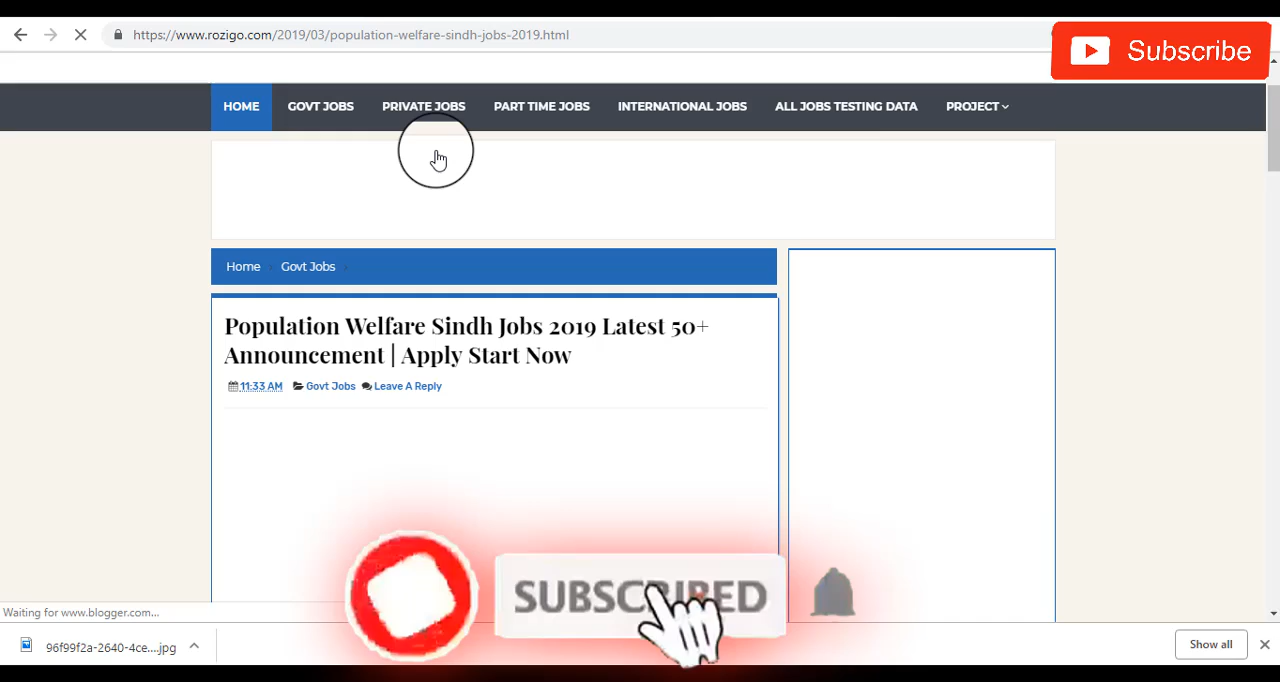 https://www.rozigo.com/2019/03/population-welfare-sindh-jobs-2019.html
Subscribe
HOME GOVT JOBS PRIVATE JOBS PART TIME JOBS INTERNATIONAL JOBS ALL JOBS TESTING DATA PROJECT
Home Govt Jobs
Population Welfare Sindh Jobs 2019 Latest 50+
Announcement | Apply Start Now
11:33 AM Govt Jobs Leave A Reply
SUBSCRIBED
Waiting for www.blogger.com...
96f99f2a-2640-4ce....jpg
Show all